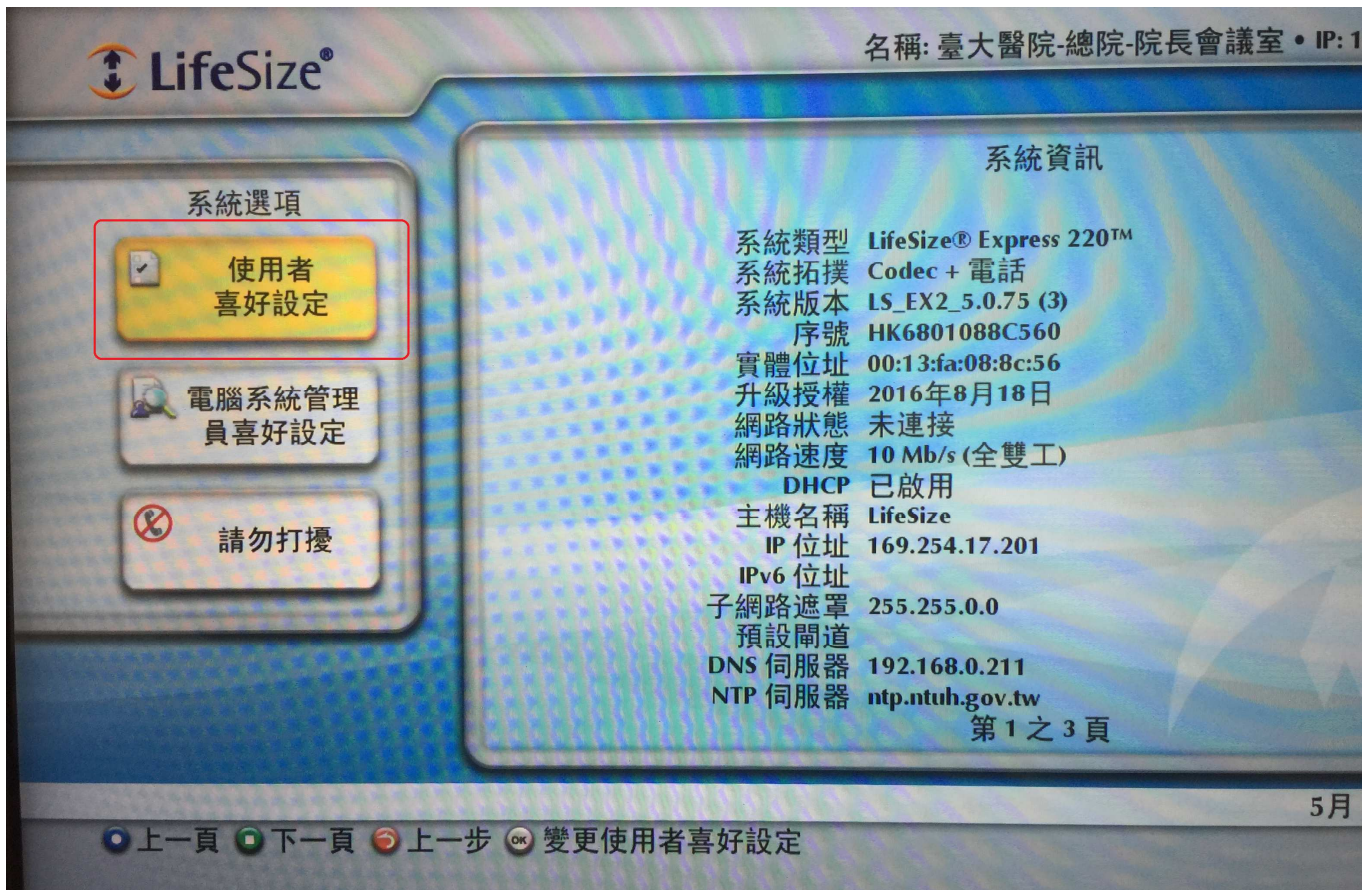 LifeSize®
名稱: 臺大醫院-總院-院長會議室 • IP: 1
系統選項
使用者
喜好設定
電腦系統管理
員喜好設定
請勿打擾
系統資訊
系統類型 LifeSize® Express 220™
系統拓撲 Codec + 電話
系統版本 LS_EX2_5.0.75 (3)
序號 HK6801088C560
實體位址 00:13:fa:08:8c:56
升級授權 2016年8月18日
網路狀態 未連接
網路速度 10 Mb/s (全雙工)
DHCP 已啟用
主機名稱 LifeSize
IP 位址 169.254.17.201
IPv6 位址
子網路遮罩 255.255.0.0
預設閘道
DNS 伺服器 192.168.0.211
NTP 伺服器 ntp.ntuh.gov.tw
第 1 之 3 頁
5月
上一頁 下一頁 上一步 OK 變更使用者喜好設定